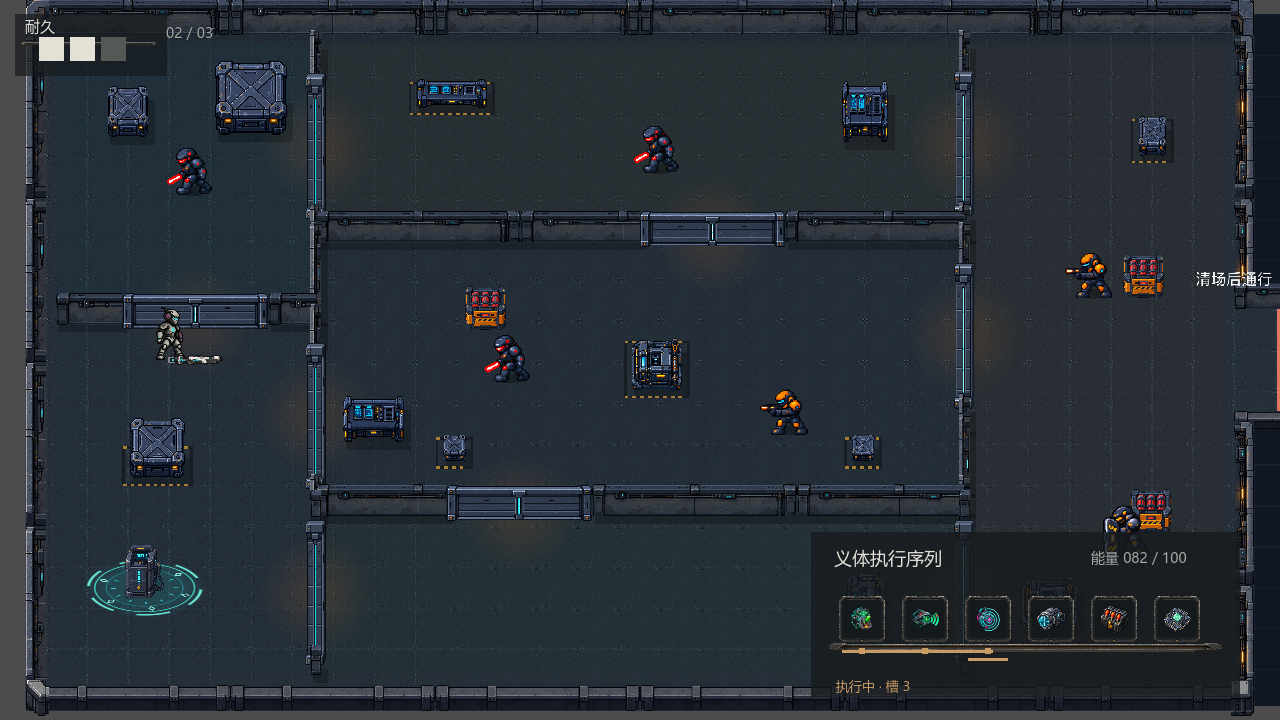 耐久
02 / 03
清场后通行
义体执行序列
能量 082 / 100
执行中 · 槽 3